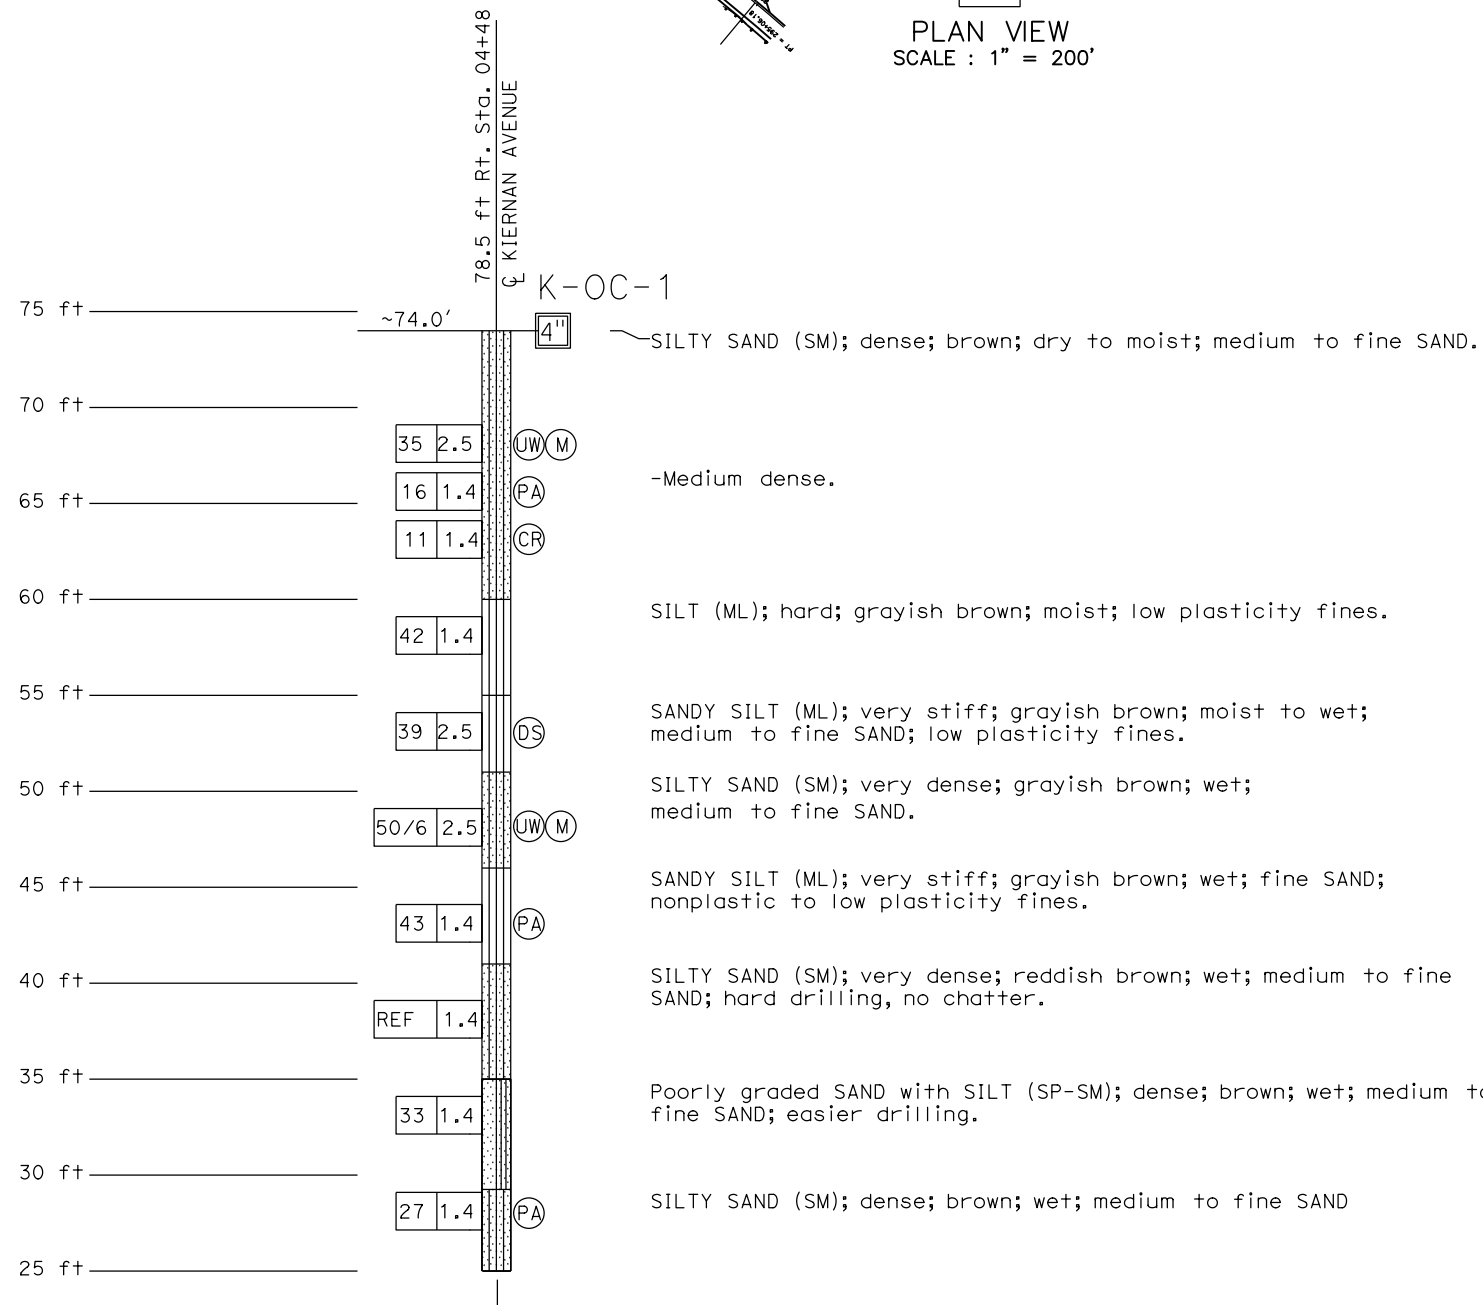 PT = 296+06.18
PLAN VIEW
SCALE : 1" = 200'
78.5 ft Rt. Sta. 04+48
℄ KIERNAN AVENUE
K-OC-1
75 ft
~74.0'
4"
SILTY SAND (SM); dense; brown; dry to moist; medium to fine SAND.
70 ft
35 2.5 UW M
16 1.4 PA
-Medium dense.
65 ft
11 1.4 CR
60 ft
SILT (ML); hard; grayish brown; moist; low plasticity fines.
42 1.4
55 ft
SANDY SILT (ML); very stiff; grayish brown; moist to wet;
medium to fine SAND; low plasticity fines.
39 2.5 DS
50 ft
SILTY SAND (SM); very dense; grayish brown; wet;
medium to fine SAND.
50/6 2.5 UW M
45 ft
SANDY SILT (ML); very stiff; grayish brown; wet; fine SAND;
nonplastic to low plasticity fines.
43 1.4 PA
40 ft
SILTY SAND (SM); very dense; reddish brown; wet; medium to fine
SAND; hard drilling, no chatter.
REF 1.4
35 ft
Poorly graded SAND with SILT (SP-SM); dense; brown; wet; medium to
fine SAND; easier drilling.
33 1.4
30 ft
SILTY SAND (SM); dense; brown; wet; medium to fine SAND
27 1.4 PA
25 ft